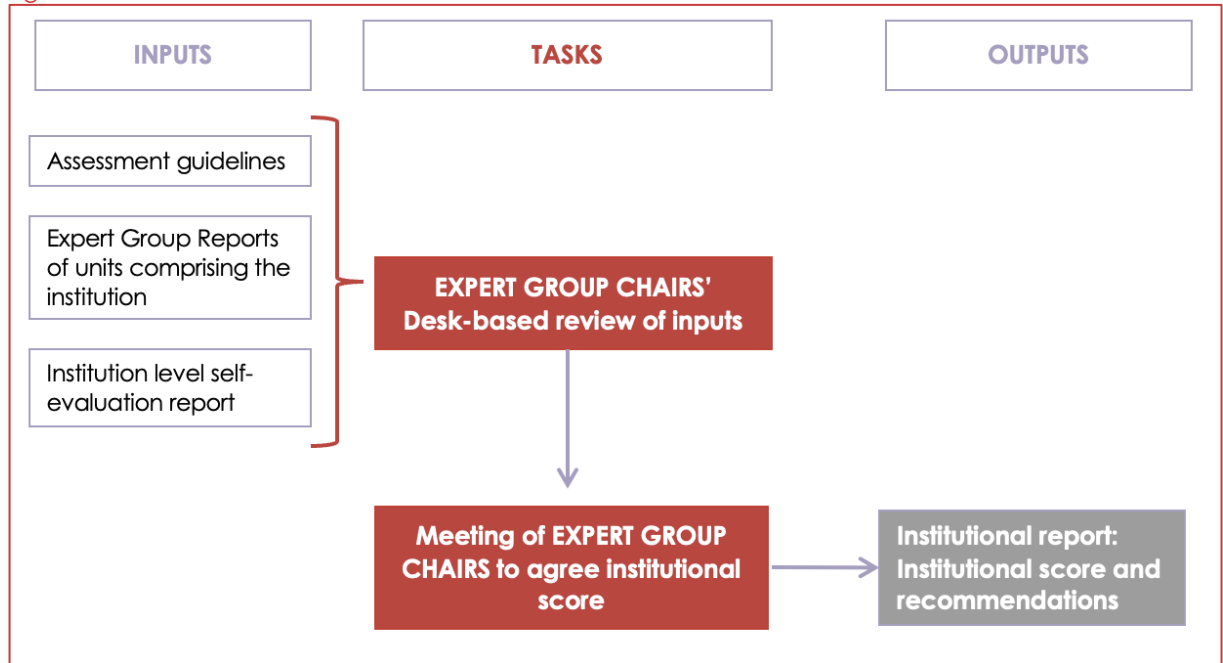 INPUTS
TASKS
OUTPUTS
Assessment guidelines
Expert Group Reports
of units comprising the
institution
Institution level self-
evaluation report
EXPERT GROUP CHAIRS’
Desk-based review of inputs
Meeting of EXPERT GROUP
CHAIRS to agree institutional
score
Institutional report:
Institutional score and
recommendations